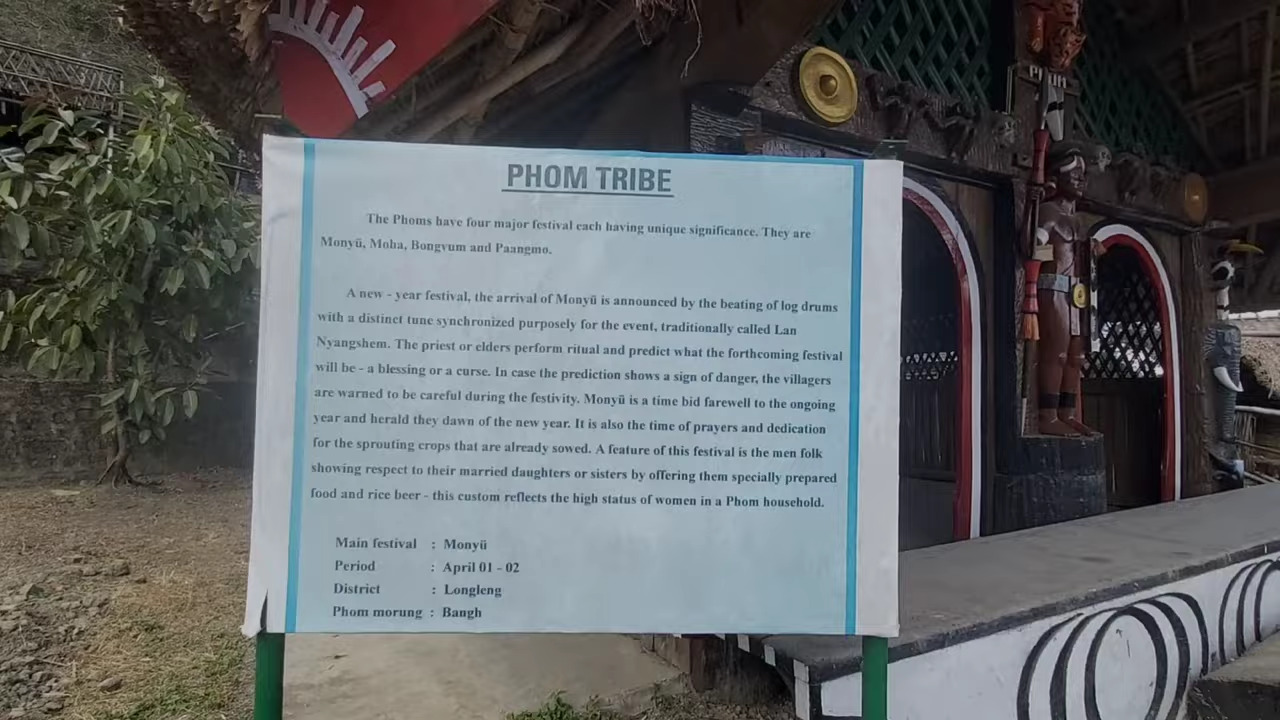 PHOM TRIBE
The Phoms have four major festival each having unique significance. They are
Monyü, Moha, Bongvum and Paangmo.
A new - year festival, the arrival of Monyü is announced by the beating of log drums
with a distinct tune synchronized purposely for the event, traditionally called Lan
Nyangshem. The priest or elders perform ritual and predict what the forthcoming festival
will be - a blessing or a curse. In case the prediction shows a sign of danger, the villagers
are warned to be careful during the festivity. Monyü is a time bid farewell to the ongoing
year and herald they dawn of the new year. It is also the time of prayers and dedication
for the sprouting crops that are already sowed. A feature of this festival is the men folk
showing respect to their married daughters or sisters by offering them specially prepared
food and rice beer - this custom reflects the high status of women in a Phom household.
Main festival : Monyü
Period : April 01 - 02
District : Longleng
Phom morung : Bangh